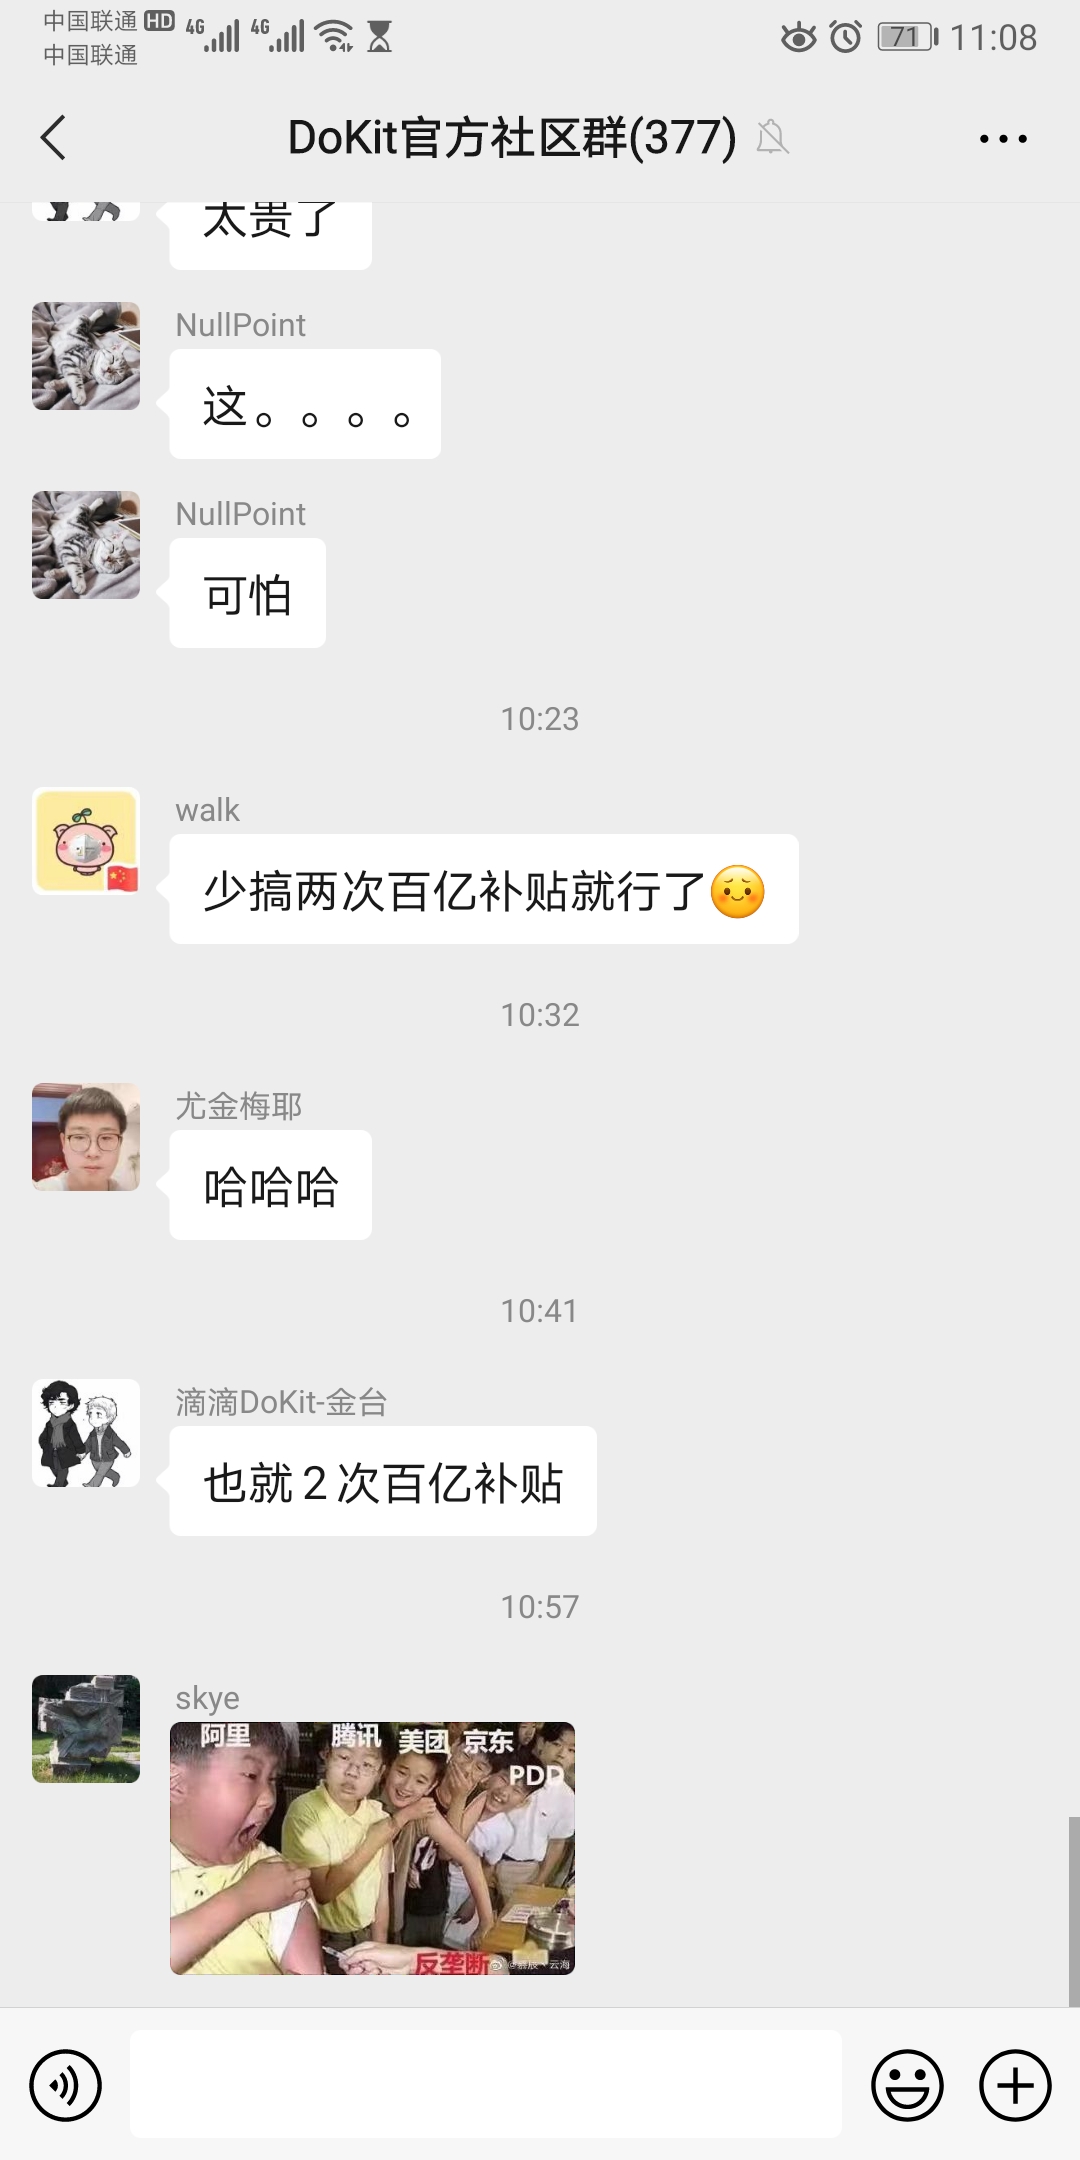 中国联通 HD 4G 4G 71 11:08
中国联通
DoKit官方社区群(377)
太贵了
NullPoint
这。。。。
NullPoint
可怕
10:23
walk
少搞两次百亿补贴就行了
10:32
尤金梅耶
哈哈哈
10:41
滴滴DoKit-金台
也就2次百亿补贴
10:57
skye
阿里 腾讯 美团 京东
PDD
反垄断